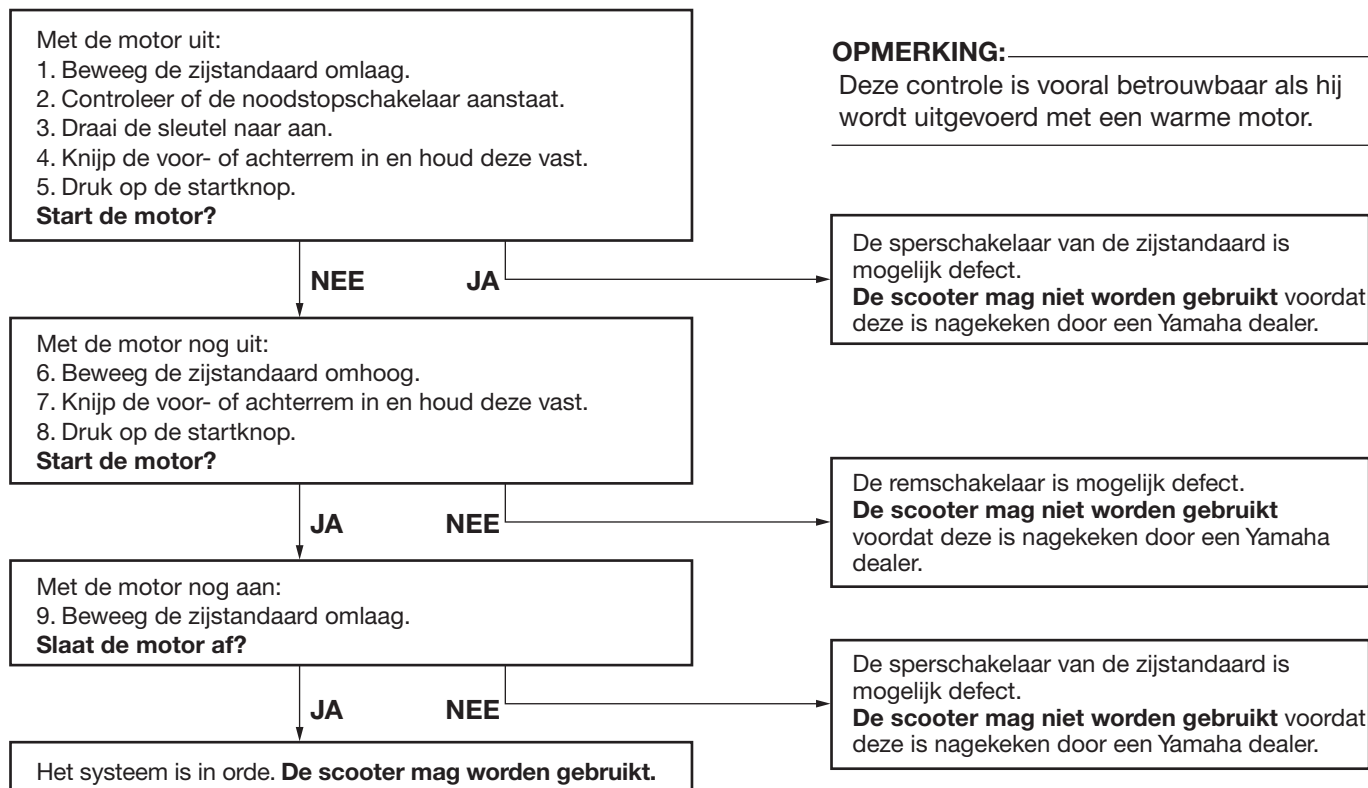 Met de motor uit:
1. Beweeg de zijstandaard omlaag.
2. Controleer of de noodstopschakelaar aanstaat.
3. Draai de sleutel naar aan.
4. Knijp de voor- of achterrem in en houd deze vast.
5. Druk op de startknop.
Start de motor?
OPMERKING:
Deze controle is vooral betrouwbaar als hij
wordt uitgevoerd met een warme motor.
NEE JA
De sperschakelaar van de zijstandaard is
mogelijk defect.
De scooter mag niet worden gebruikt voordat
deze is nagekeken door een Yamaha dealer.
Met de motor nog uit:
6. Beweeg de zijstandaard omhoog.
7. Knijp de voor- of achterrem in en houd deze vast.
8. Druk op de startknop.
Start de motor?
JA NEE
De remschakelaar is mogelijk defect.
De scooter mag niet worden gebruikt
voordat deze is nagekeken door een Yamaha
dealer.
Met de motor nog aan:
9. Beweeg de zijstandaard omlaag.
Slaat de motor af?
JA NEE
De sperschakelaar van de zijstandaard is
mogelijk defect.
De scooter mag niet worden gebruikt voordat
deze is nagekeken door een Yamaha dealer.
Het systeem is in orde. De scooter mag worden gebruikt.